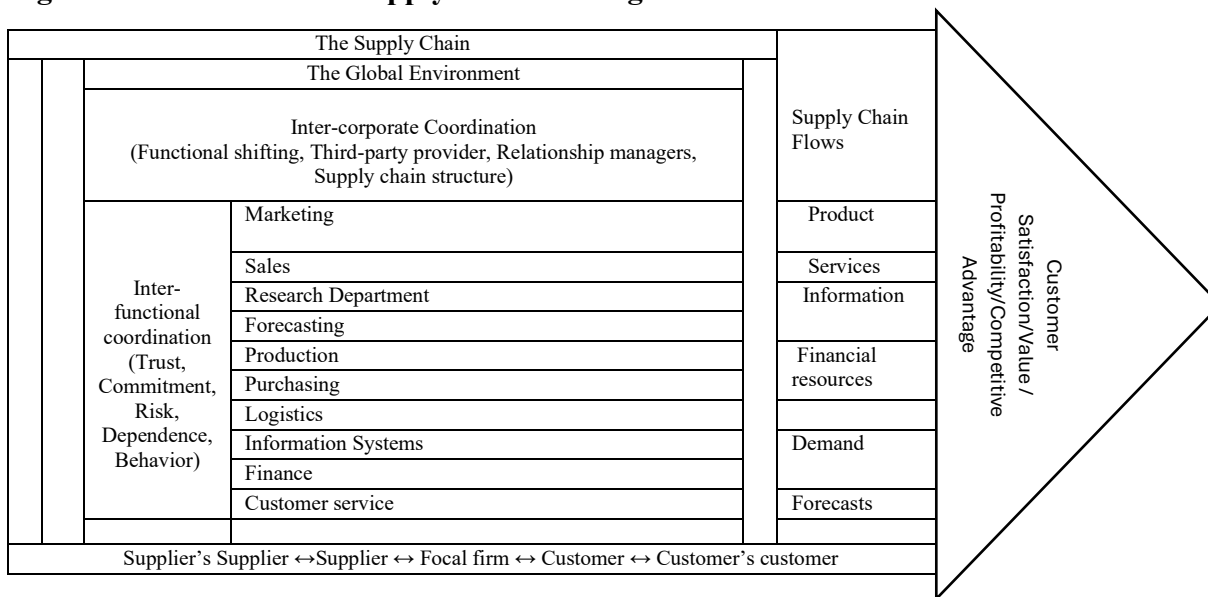 The Supply Chain
The Global Environment
Inter-corporate Coordination
(Functional shifting, Third-party provider, Relationship managers,
Supply chain structure)
Supply Chain
Flows
Inter-
functional
coordination
(Trust,
Commitment,
Risk,
Dependence,
Behavior)
Marketing
Sales
Research Department
Forecasting
Production
Purchasing
Logistics
Information Systems
Finance
Customer service
Product
Services
Information
Financial
resources
Demand
Forecasts
Customer
Satisfaction/Value /
Profitability/Competitive
Advantage
Supplier’s Supplier ↔Supplier ↔ Focal firm ↔ Customer ↔ Customer’s customer